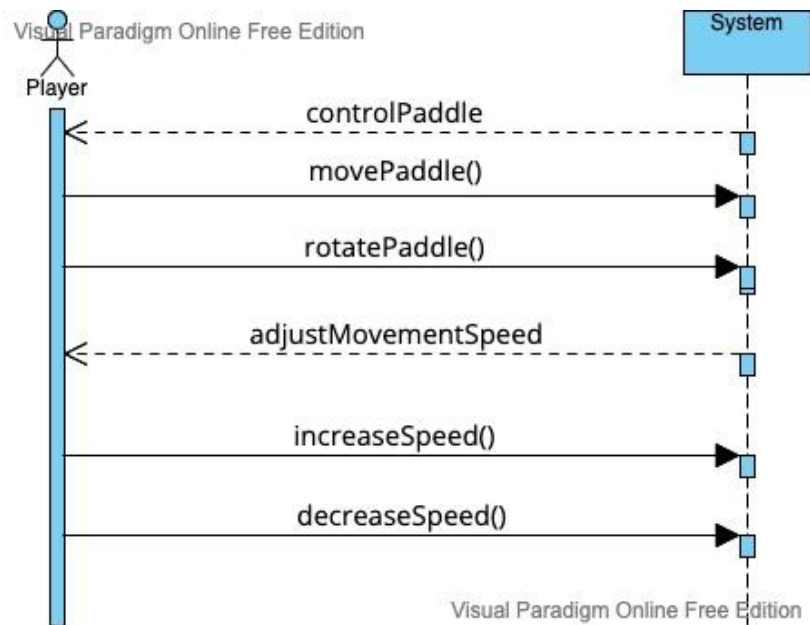 Visual Paradigm Online Free Edition
System
Player
controlPaddle
movePaddle()
rotatePaddle()
adjustMovementSpeed
increaseSpeed()
decreaseSpeed()
Visual Paradigm Online Free Edition